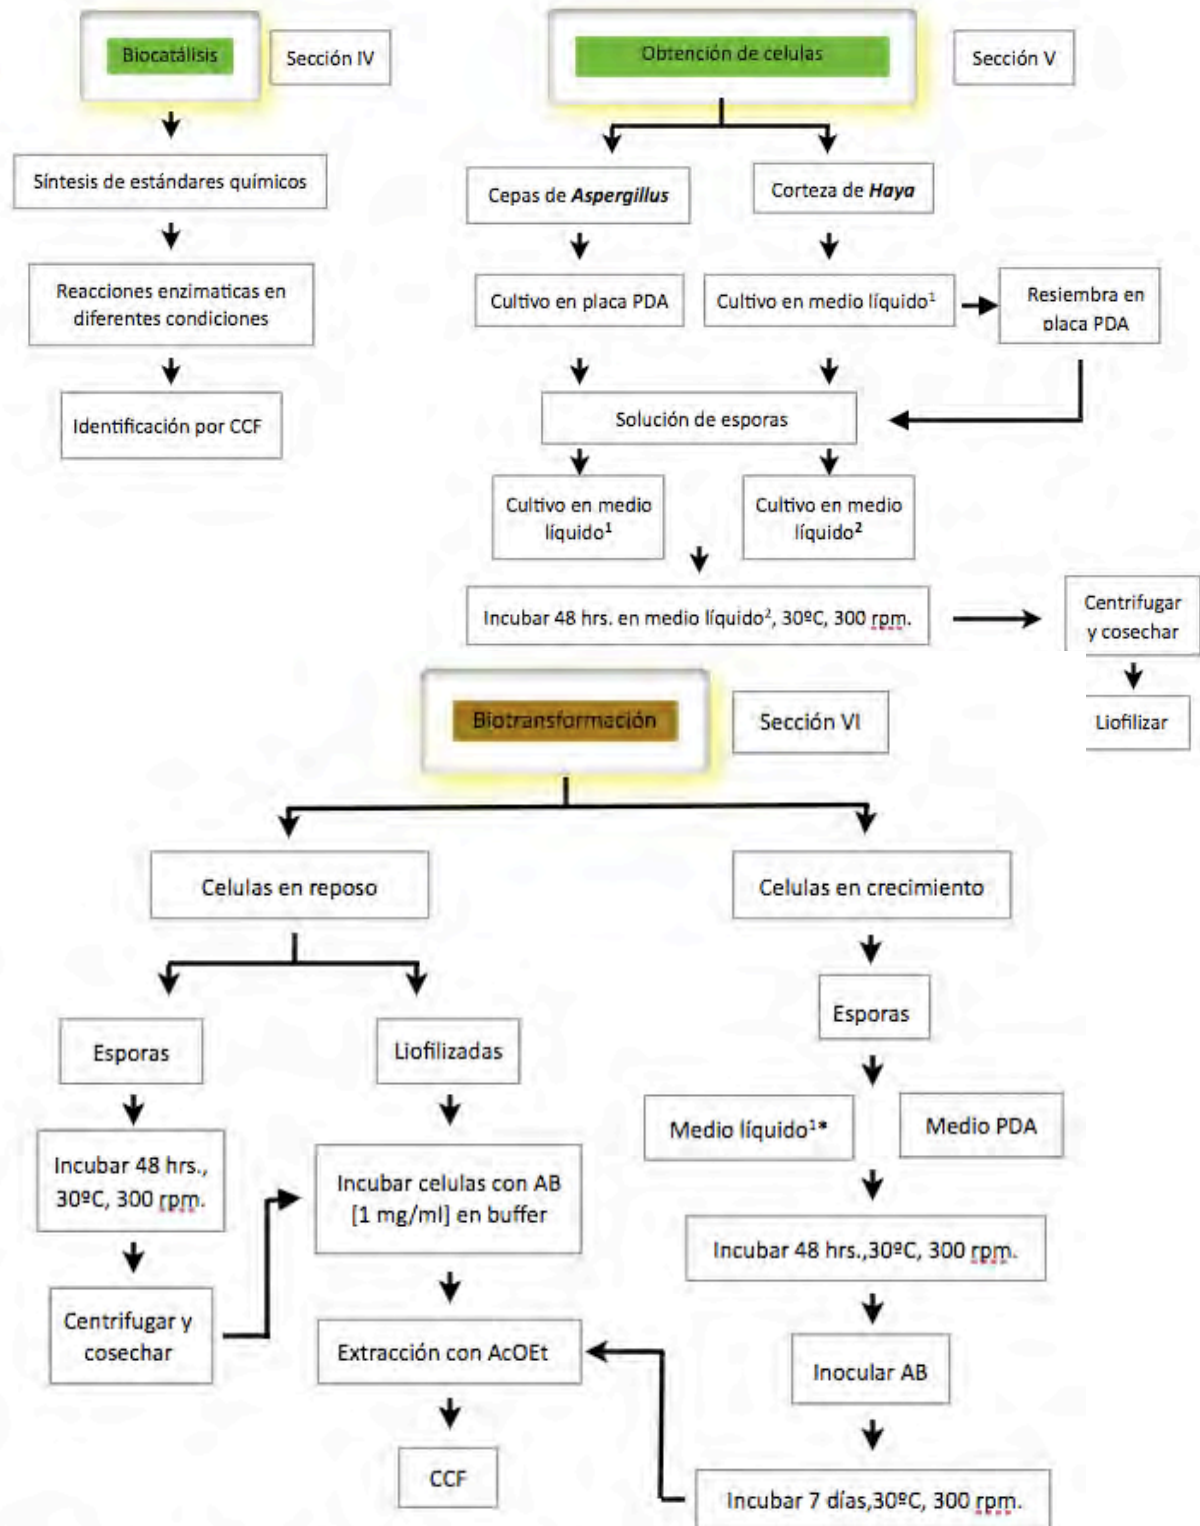 Biocatálisis
Sección IV
Síntesis de estándares químicos
Reacciones enzimaticas en
diferentes condiciones
Identificación por CCF
Obtención de celulas
Sección V
Cepas de Aspergillus
Corteza de Haya
Cultivo en placa PDA
Cultivo en medio líquido¹
Resiembra en
placa PDA
Solución de esporas
Cultivo en medio
líquido¹
Cultivo en medio
líquido²
Incubar 48 hrs. en medio líquido², 30ºC, 300 rpm.
Centrifugar
y cosechar
Liofilizar
Biotransformación
Sección VI
Celulas en reposo
Celulas en crecimiento
Esporas
Liofilizadas
Esporas
Incubar 48 hrs.,
30ºC, 300 rpm.
Incubar celulas con AB
[1 mg/ml] en buffer
Medio líquido¹*
Medio PDA
Incubar 48 hrs.,30ºC, 300 rpm.
Centrifugar y
cosechar
Extracción con AcOEt
Inocular AB
CCF
Incubar 7 días,30ºC, 300 rpm.